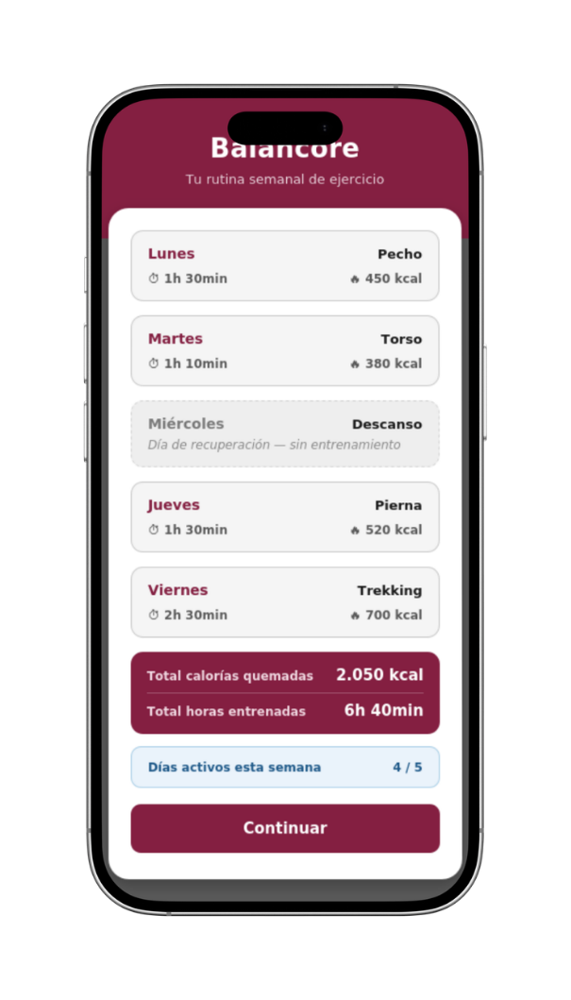 Balancore
Tu rutina semanal de ejercicio
Lunes Pecho
⏱ 1h 30min 🔥 450 kcal
Martes Torso
⏱ 1h 10min 🔥 380 kcal
Miércoles Descanso
Día de recuperación — sin entrenamiento
Jueves Pierna
⏱ 1h 30min 🔥 520 kcal
Viernes Trekking
⏱ 2h 30min 🔥 700 kcal
Total calorías quemadas 2.050 kcal
Total horas entrenadas 6h 40min
Días activos esta semana 4 / 5
Continuar